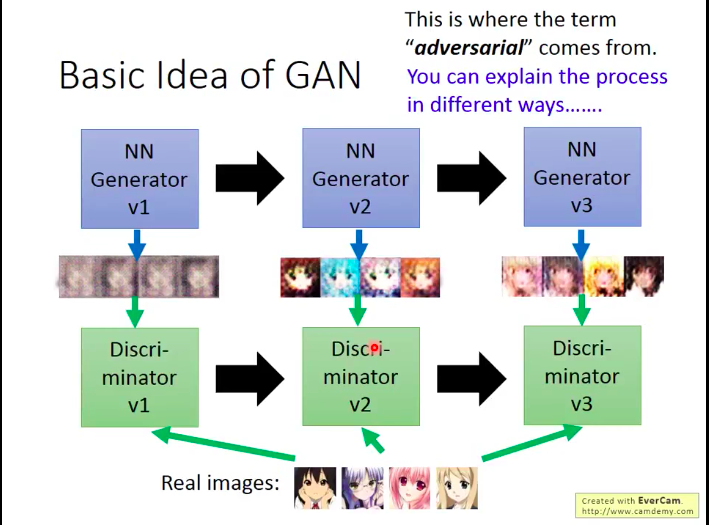 This is where the term
“adversarial” comes from.
Basic Idea of GAN
You can explain the process
in different ways…….
NN
Generator
v1
NN
Generator
v2
NN
Generator
v3
Discri-
minator
v1
Discri-
minator
v2
Discri-
minator
v3
Real images:
Created with EverCam.
http://www.camdemy.com